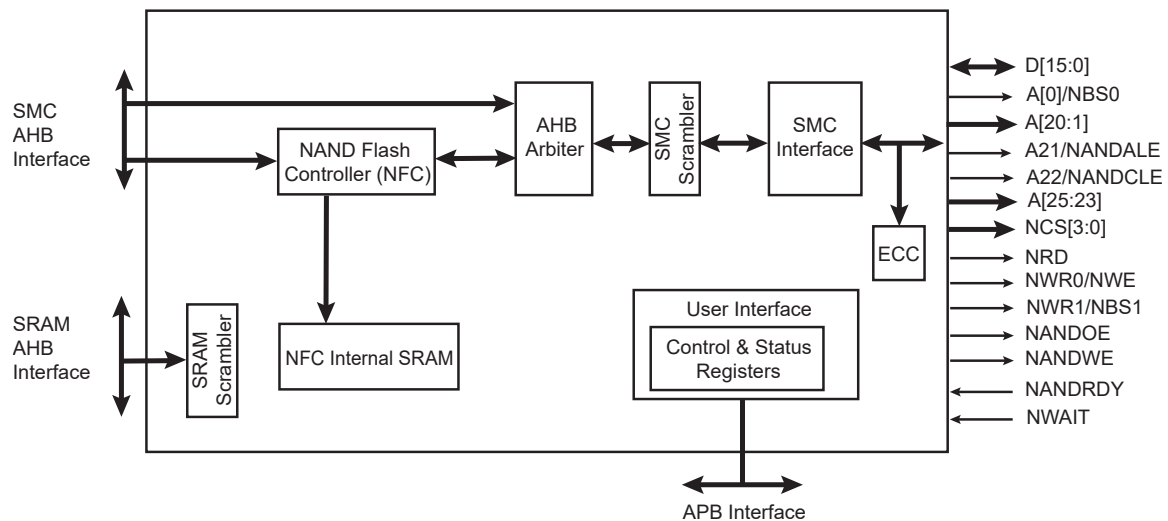 SMC
AHB
Interface
NAND Flash
Controller (NFC)
AHB
Arbiter
SMC
Scrambler
SMC
Interface
ECC
SRAM
AHB
Interface
SRAM
Scrambler
NFC Internal SRAM
User Interface
Control & Status
Registers
APB Interface
D[15:0]
A[0]/NBS0
A[20:1]
A21/NANDALE
A22/NANDCLE
A[25:23]
NCS[3:0]
NRD
NWR0/NWE
NWR1/NBS1
NANDOE
NANDWE
NANDRDY
NWAIT